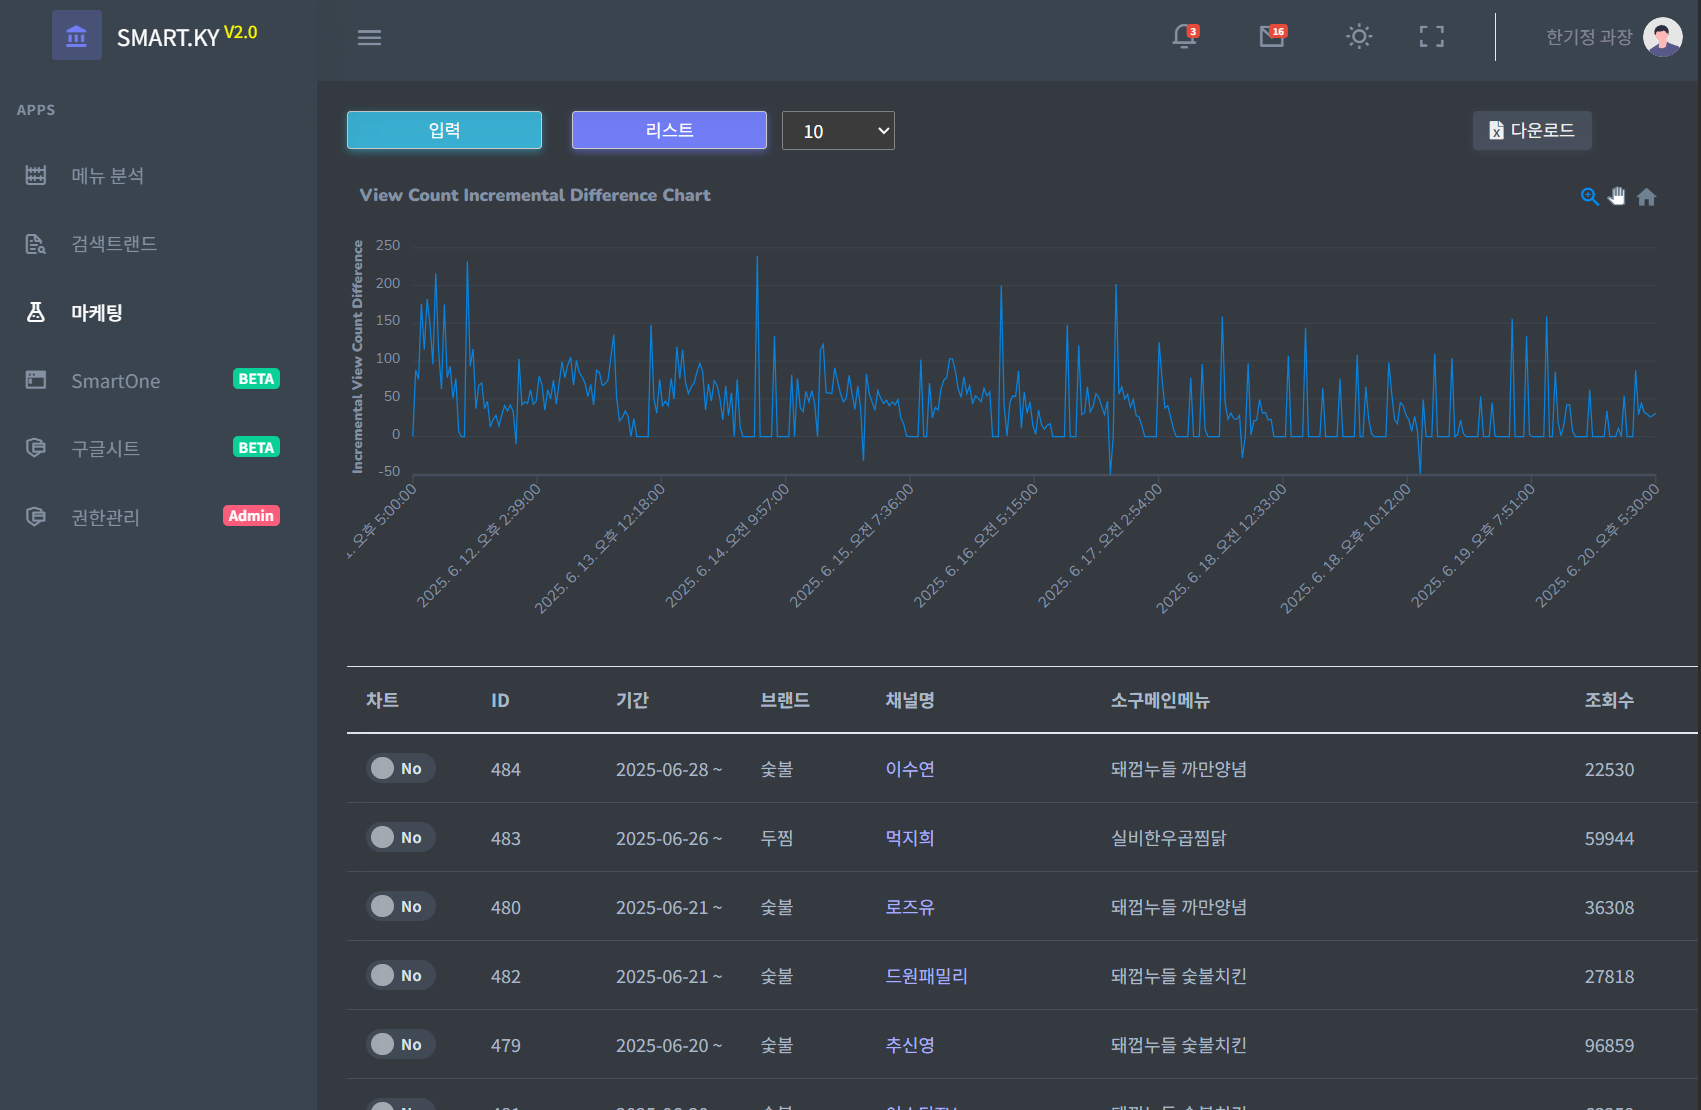 SMART.KY V2.0
3
16
한기정 과장
APPS
메뉴 분석
검색트랜드
마케팅
SmartOne BETA
구글시트 BETA
권한관리 Admin
입력
리스트
10
다운로드
View Count Incremental Difference Chart
Incremental View Count Difference
250
200
150
100
50
0
-50
오후 5:00:00
2025. 6. 12. 오후 2:39:00
2025. 6. 13. 오후 12:18:00
2025. 6. 14. 오전 9:57:00
2025. 6. 15. 오전 7:36:00
2025. 6. 16. 오전 5:15:00
2025. 6. 17. 오전 2:54:00
2025. 6. 18. 오전 12:33:00
2025. 6. 18. 오후 10:12:00
2025. 6. 19. 오후 7:51:00
2025. 6. 20. 오후 5:30:00
차트 ID 기간 브랜드 채널명 소구메인메뉴 조회수
No 484 2025-06-28 ~ 숯불 이수연 돼껍누들 까만양념 22530
No 483 2025-06-26 ~ 두찜 먹지희 실비한우곱찜닭 59944
No 480 2025-06-21 ~ 숯불 로즈유 돼껍누들 까만양념 36308
No 482 2025-06-21 ~ 숯불 드원패밀리 돼껍누들 숯불치킨 27818
No 479 2025-06-20 ~ 숯불 추신영 돼껍누들 숯불치킨 96859